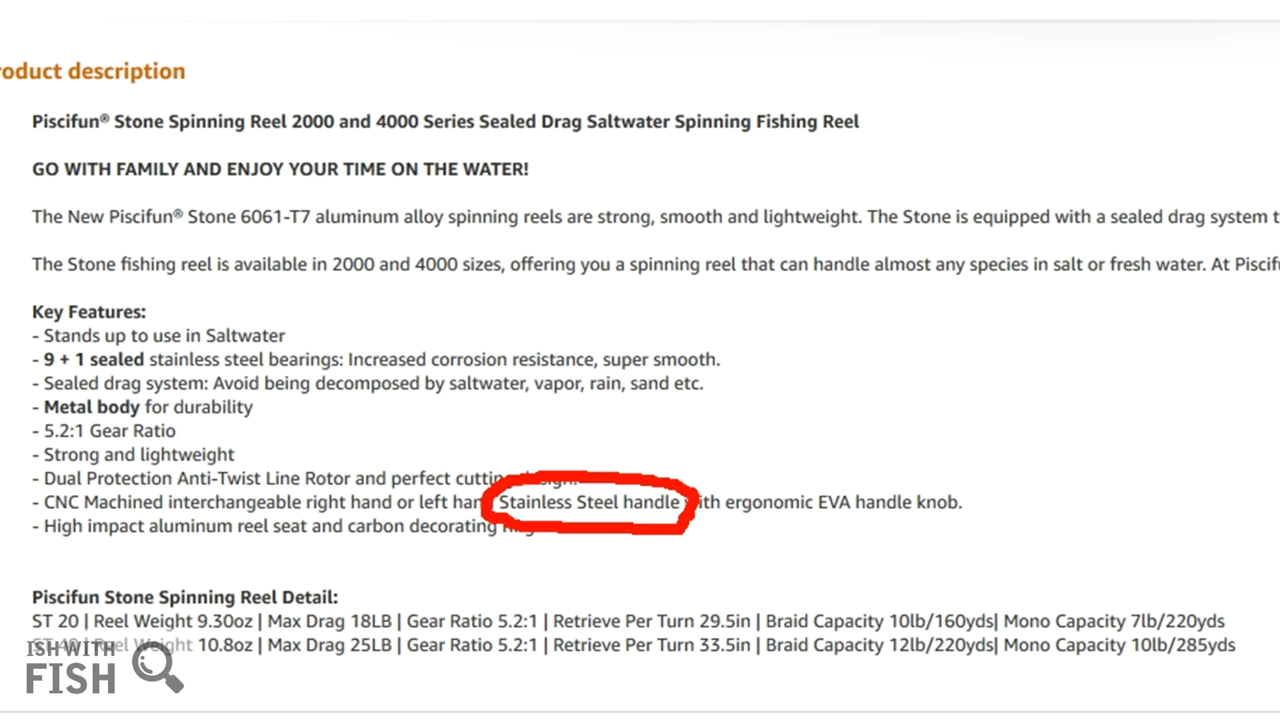 roduct description
Piscifun® Stone Spinning Reel 2000 and 4000 Series Sealed Drag Saltwater Spinning Fishing Reel
GO WITH FAMILY AND ENJOY YOUR TIME ON THE WATER!
The New Piscifun® Stone 6061-T7 aluminum alloy spinning reels are strong, smooth and lightweight. The Stone is equipped with a sealed drag system t
The Stone fishing reel is available in 2000 and 4000 sizes, offering you a spinning reel that can handle almost any species in salt or fresh water. At Piscif
Key Features:
- Stands up to use in Saltwater
- 9 + 1 sealed stainless steel bearings: Increased corrosion resistance, super smooth.
- Sealed drag system: Avoid being decomposed by saltwater, vapor, rain, sand etc.
- Metal body for durability
- 5.2:1 Gear Ratio
- Strong and lightweight
- Dual Protection Anti-Twist Line Rotor and perfect cutting
- CNC Machined interchangeable right hand or left hand Stainless Steel handle with ergonomic EVA handle knob.
- High impact aluminum reel seat and carbon decorating
Piscifun Stone Spinning Reel Detail:
ST 20 | Reel Weight 9.30oz | Max Drag 18LB | Gear Ratio 5.2:1 | Retrieve Per Turn 29.5in | Braid Capacity 10lb/160yds| Mono Capacity 7lb/220yds
ST 40 | Reel Weight 10.8oz | Max Drag 25LB | Gear Ratio 5.2:1 | Retrieve Per Turn 33.5in | Braid Capacity 12lb/220yds| Mono Capacity 10lb/285yds
ISH WITH
FISH